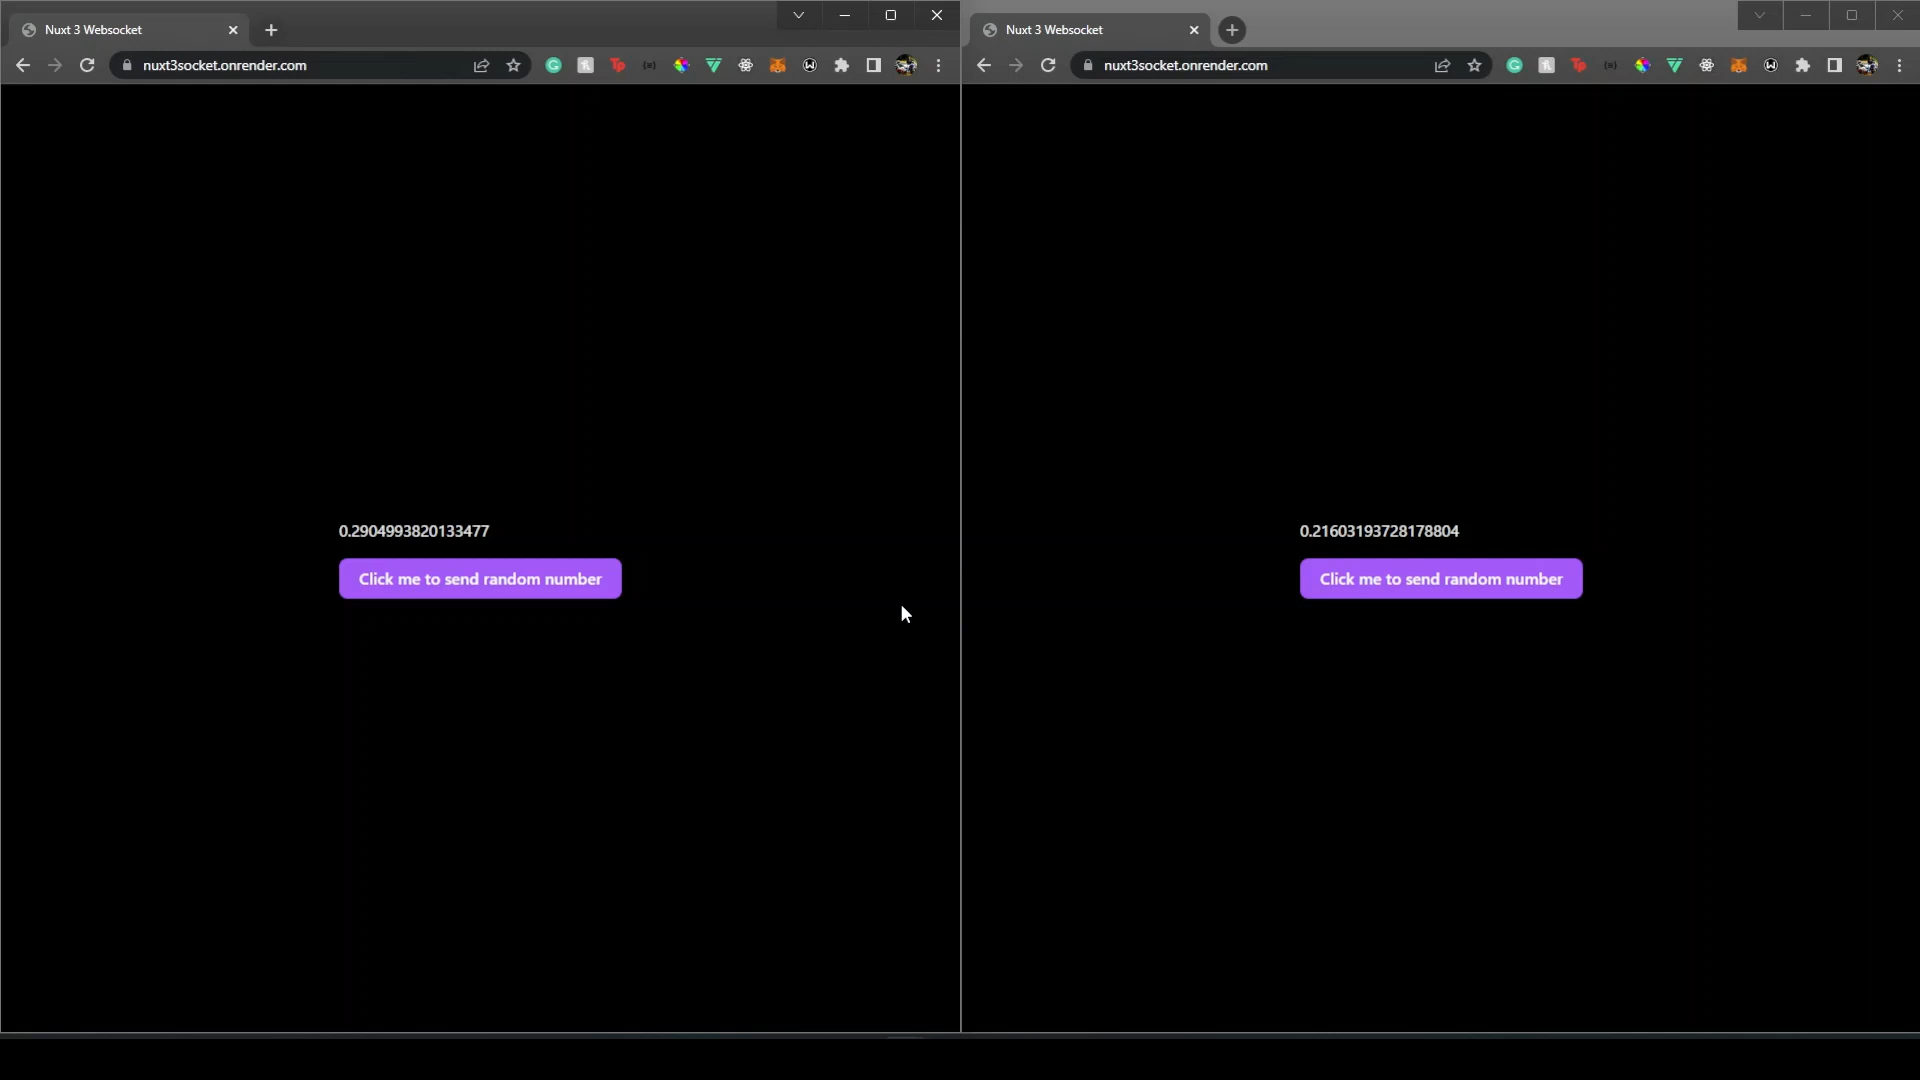 Nuxt 3 Websocket
nuxt3socket.onrender.com
0.2904993820133477
Click me to send random number
Nuxt 3 Websocket
nuxt3socket.onrender.com
0.21603193728178804
Click me to send random number